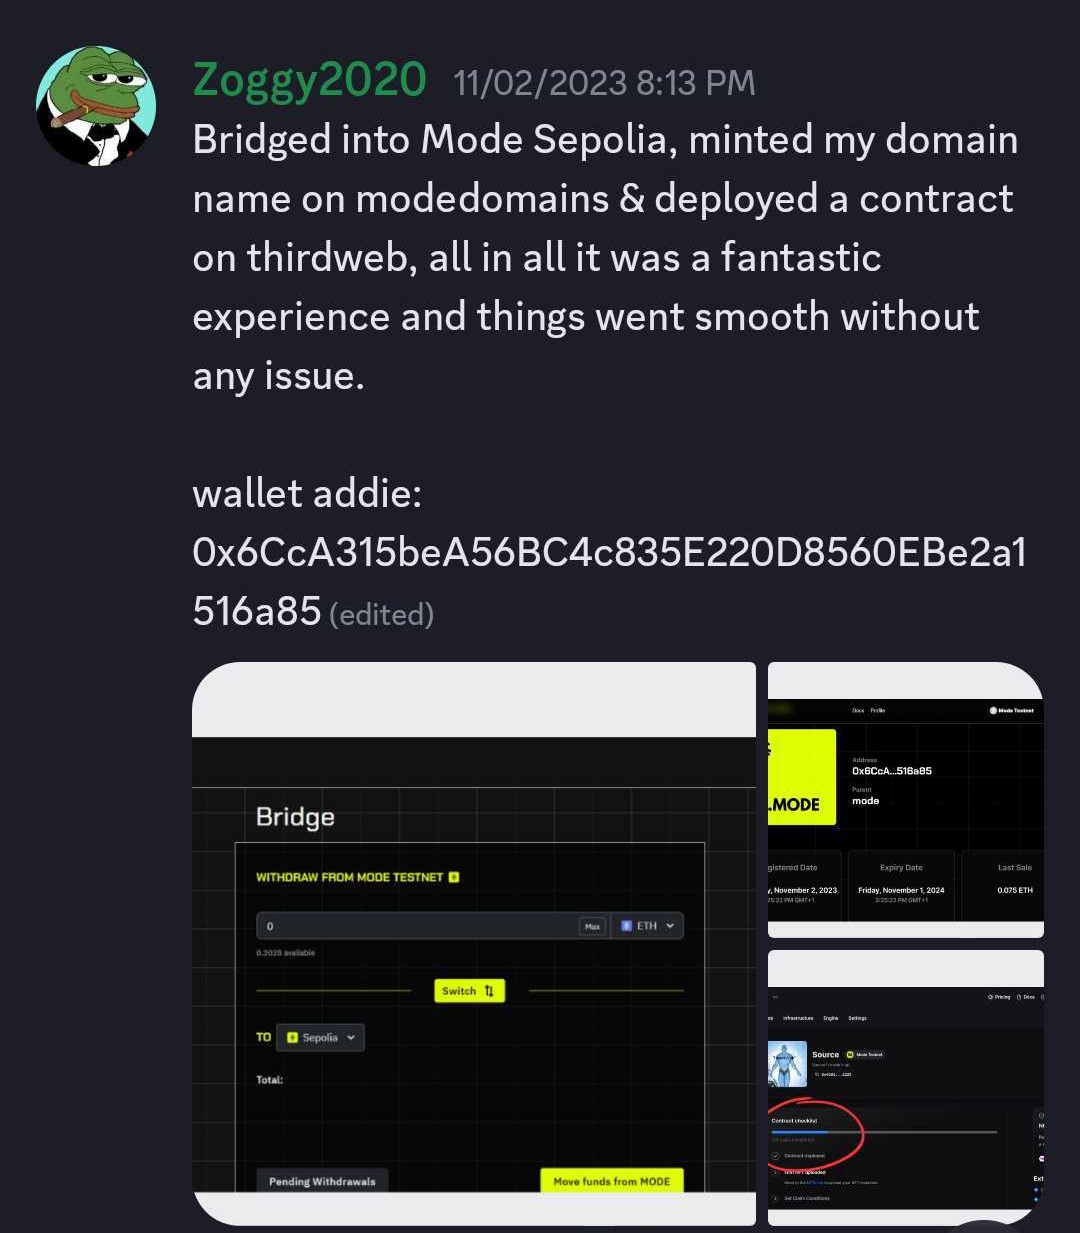 Zoggy2020 11/02/2023 8:13 PM
Bridged into Mode Sepolia, minted my domain
name on modedomains & deployed a contract
on thirdweb, all in all it was a fantastic
experience and things went smooth without
any issue.
wallet addie:
0x6CcA315beA56BC4c835E220D8560EBe2a1
516a85 (edited)
Bridge
WITHDRAW FROM MODE TESTNET
0 Max ETH
0.3028 available
Switch
TO Sepolia
Total:
Pending Withdrawals Move funds from MODE
Docs Profile Mode Testnet
.MODE
Address
0x6CcA...516a85
Parent
mode
gistered Date Expiry Date Last Sale
y, November 2, 2023 Friday, November 1, 2024 0.075 ETH
25:22 PM GMT+1 3:25:22 PM GMT+1
Pricing Docs
Infrastructure Engine Settings
Source Mode Testnet
Contract checklist
Contract deployed
uploaded
Set Claim Conditions
Ext